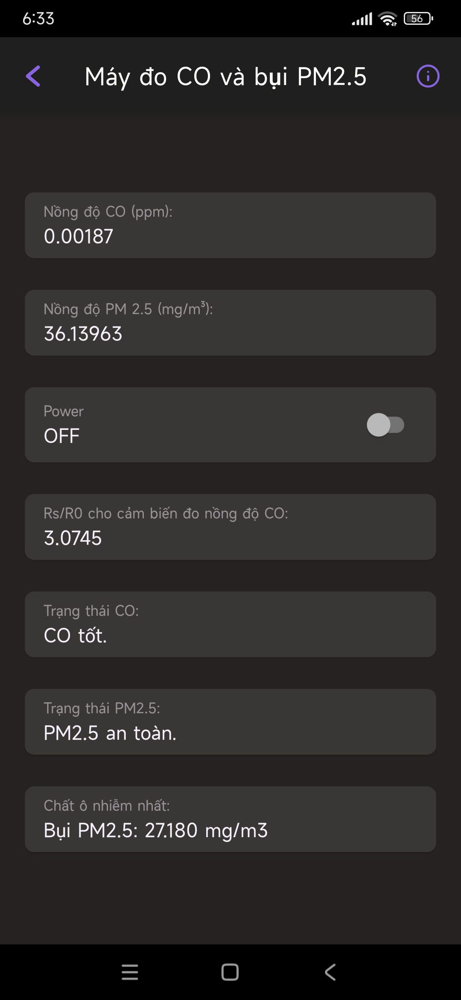 6:33
56
Máy đo CO và bụi PM2.5
Nồng độ CO (ppm):
0.00187
Nồng độ PM 2.5 (mg/m³):
36.13963
Power
OFF
Rs/R0 cho cảm biến đo nồng độ CO:
3.0745
Trạng thái CO:
CO tốt.
Trạng thái PM2.5:
PM2.5 an toàn.
Chất ô nhiễm nhất:
Bụi PM2.5: 27.180 mg/m3